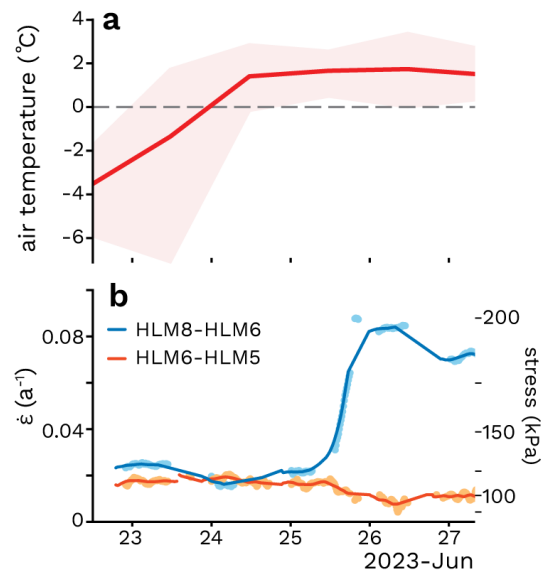 a
4
2
0
-2
-4
-6
air temperature (°C)
b
HLM8-HLM6
HLM6-HLM5
0.08
0.04
0
ε̇ (a⁻¹)
-200
-150
-100
stress (kPa)
23 24 25 26 27
2023-Jun